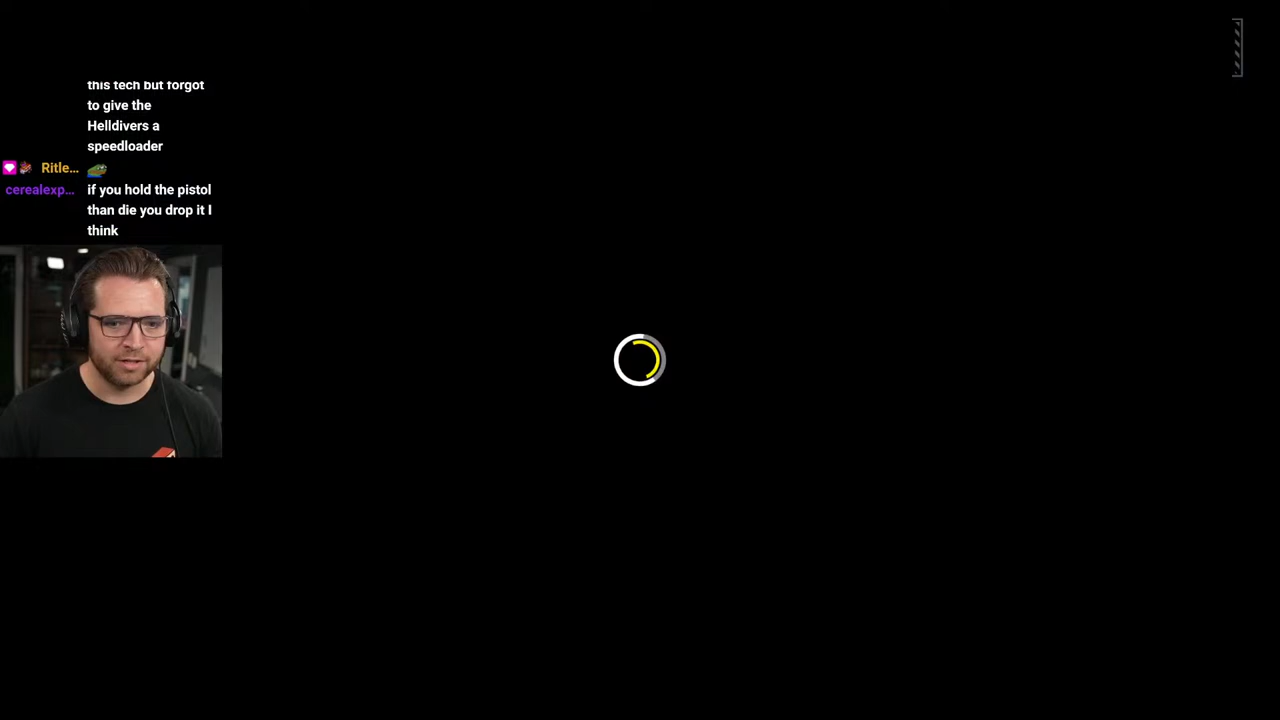 this tech but forgot
to give the
Helldivers a
speedloader
Ritle...
cerealexp... if you hold the pistol
than die you drop it I
think